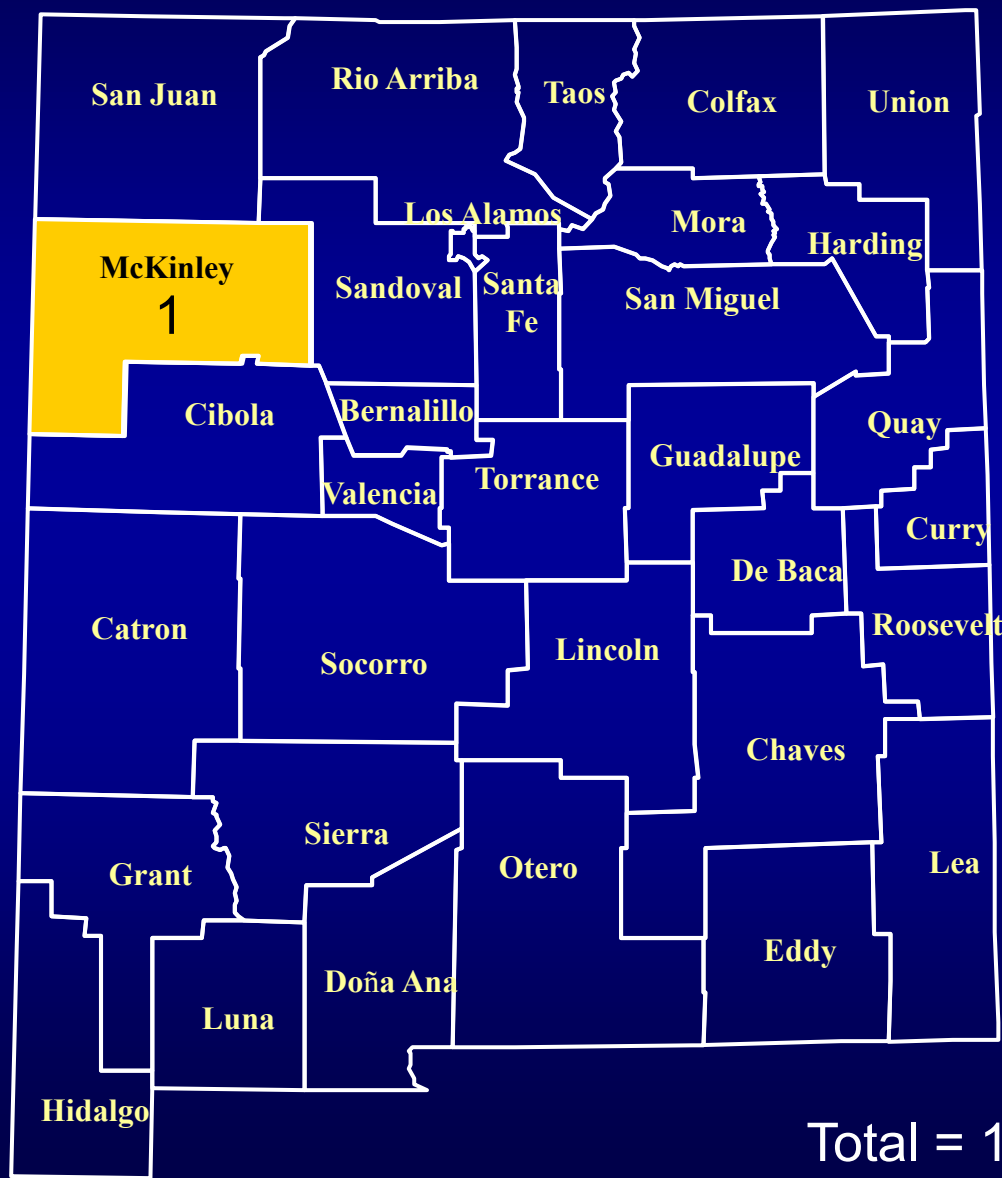 San Juan
Rio Arriba
Taos
Colfax
Union
Los Alamos
Mora
Harding
McKinley
1
Sandoval
Santa
Fe
San Miguel
Cibola
Bernalillo
Guadalupe
Quay
Valencia
Torrance
Curry
De Baca
Roosevelt
Catron
Socorro
Lincoln
Chaves
Sierra
Grant
Otero
Lea
Eddy
Doña Ana
Luna
Hidalgo
Total = 1